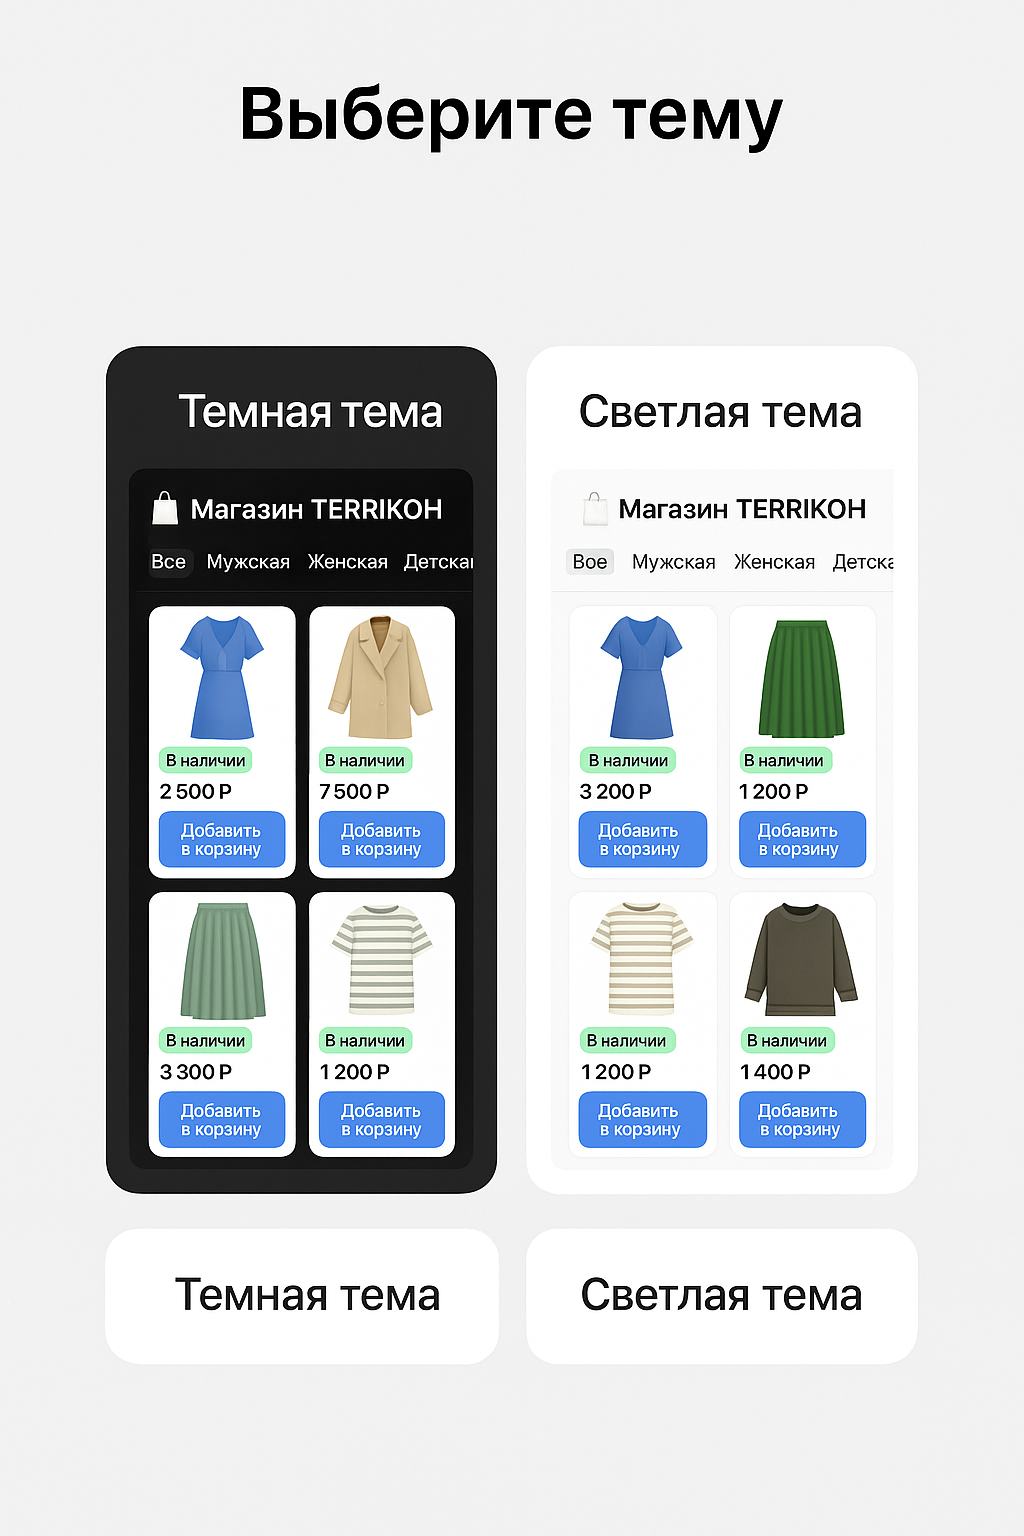 Выберите тему
Темная тема
Магазин TERRIKOH
Все Мужская Женская Детская
В наличии В наличии
2 500 Р 7 500 Р
Добавить Добавить
в корзину в корзину
В наличии В наличии
3 300 Р 1 200 Р
Добавить Добавить
в корзину в корзину
Светлая тема
Магазин TERRIKOH
Вое Мужская Женская Детска
В наличии В наличии
3 200 Р 1 200 Р
Добавить Добавить
в корзину в корзину
В наличии В наличии
1 200 Р 1 400 Р
Добавить Добавить
в корзину в корзину
Темная тема
Светлая тема